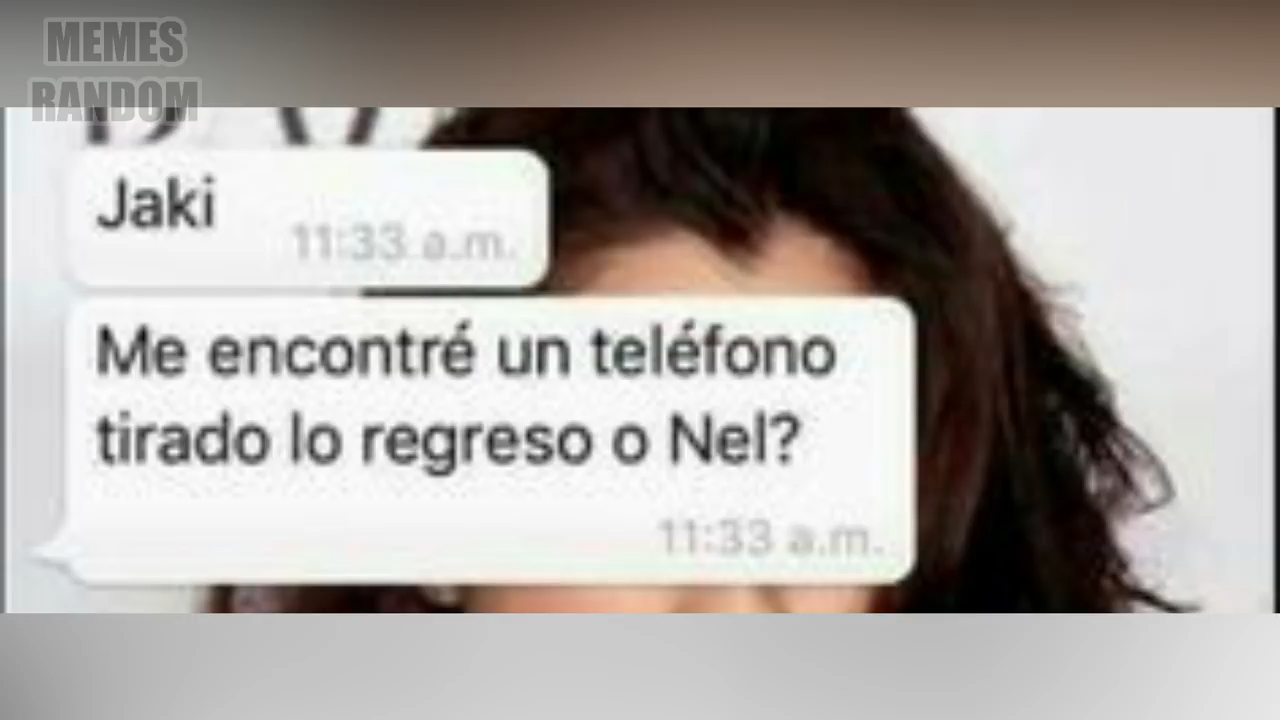 MEMES
RANDOM
Jaki
11:33 a.m.
Me encontré un teléfono
tirado lo regreso o Nel?
11:33 a.m.